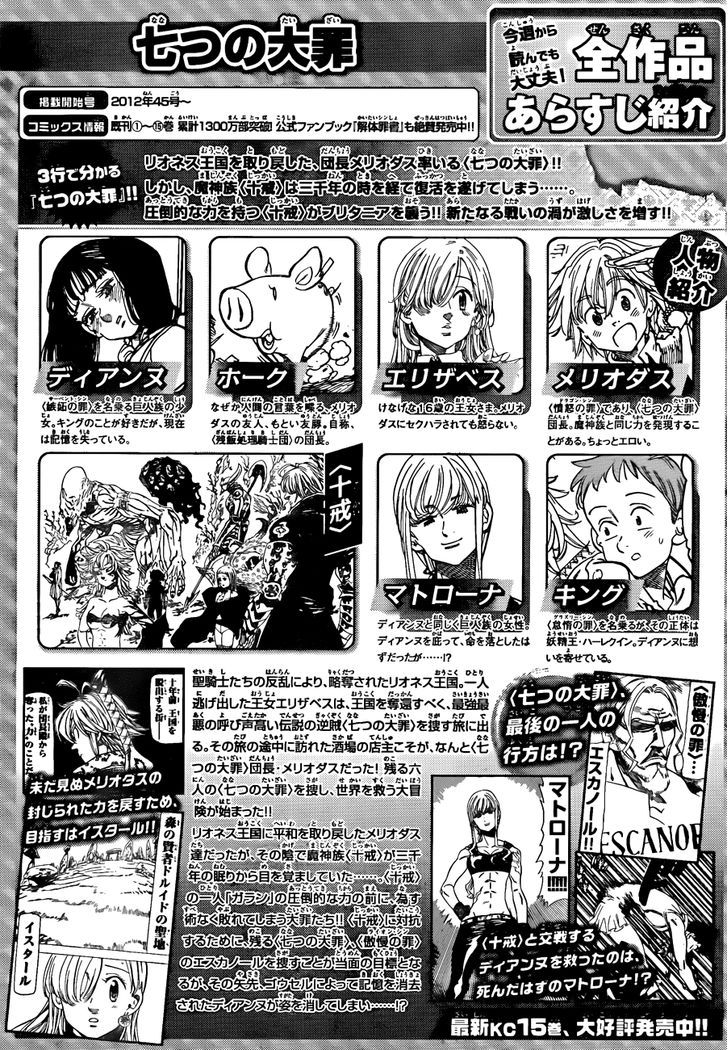 七つの大罪
今週から
読んでも
大丈夫!
全作品
あらすじ紹介
掲載開始号
2012年45号〜
コミックス情報
既刊①〜⑮巻 累計1300万部突破! 公式ファンブック『解体罪書』も絶賛発売中!!
3行で分かる
『七つの大罪』!!
リオネス王国を取り戻した、団長メリオダス率いる〈七つの大罪〉!!
しかし、魔神族〈十戒〉は三千年の時を経て復活を遂げてしまう……。
圧倒的な力を持つ〈十戒〉がブリタニアを襲う!! 新たなる戦いの渦が激しさを増す!!
人物
紹介
メリオダス
〈憤怒の罪〉であり、〈七つの大罪〉
団長。魔神族と同じ力を発現すること
がある。ちょっとエロい。
エリザベス
けなげな16歳の王女さま。メリオ
ダスにセクハラされても怒らない。
ホーク
なぜか人間の言葉を喋る、メリオ
ダスの友人、もとい友豚。自称、
〈残飯処理騎士団〉の団長。
ディアンヌ
〈嫉妬の罪〉を名乗る巨人族の少
女。キングのことが好きだが、現在
は記憶を失っている。
キング
〈怠惰の罪〉を名乗るが、その正体は
妖精王・ハーレクイン。ディアンヌに想
いを寄せている。
マトローナ
ディアンヌと同じく巨人族の女性。
ディアンヌを庇って、命を落としたは
ずだったが……!?
〈十戒〉
聖騎士たちの反乱により、略奪されたリオネス王国。一人
逃げ出した王女エリザベスは、王国を奪還すべく、最強最
悪の呼び声高い伝説の逆賊〈七つの大罪〉を捜す旅に出
る。その旅の途中に訪れた酒場の店主こそが、なんと〈七
つの大罪〉団長・メリオダスだった! 残る六
人の〈七つの大罪〉を捜し、世界を救う大冒
険が始まった!!
リオネス王国に平和を取り戻したメリオダス
達だったが、その陰で魔神族〈十戒〉が三千
年の眠りから目を覚ましていた……。〈十戒〉
の一人『ガラン』の圧倒的な力の前に、為す
術なく敗れてしまう大罪たち!! 〈十戒〉に対抗
するために、残る〈七つの大罪〉〈傲慢の罪〉
のエスカノールを捜すことが当面の目標とな
るが、その矢先、ゴウセルによって記憶を消去
されたディアンヌが姿を消してしまい……!?
十年前 王国を
脱出する街…
私が団長殿から
奪った、力のこと
未だ見ぬメリオダスの
封じられた力を戻すため、
目指すはイスタール!!
森の賢者ドルイドの聖地
イスタール
〈七つの大罪〉、
最後の一人の
行方は!?
〈傲慢の罪〉…
エスカノール!!
ESCANOR
マトローナ!!!!!
〈十戒〉と交戦する
ディアンヌを救ったのは、
死んだはずのマトローナ!?
最新KC15巻、大好評発売中!!